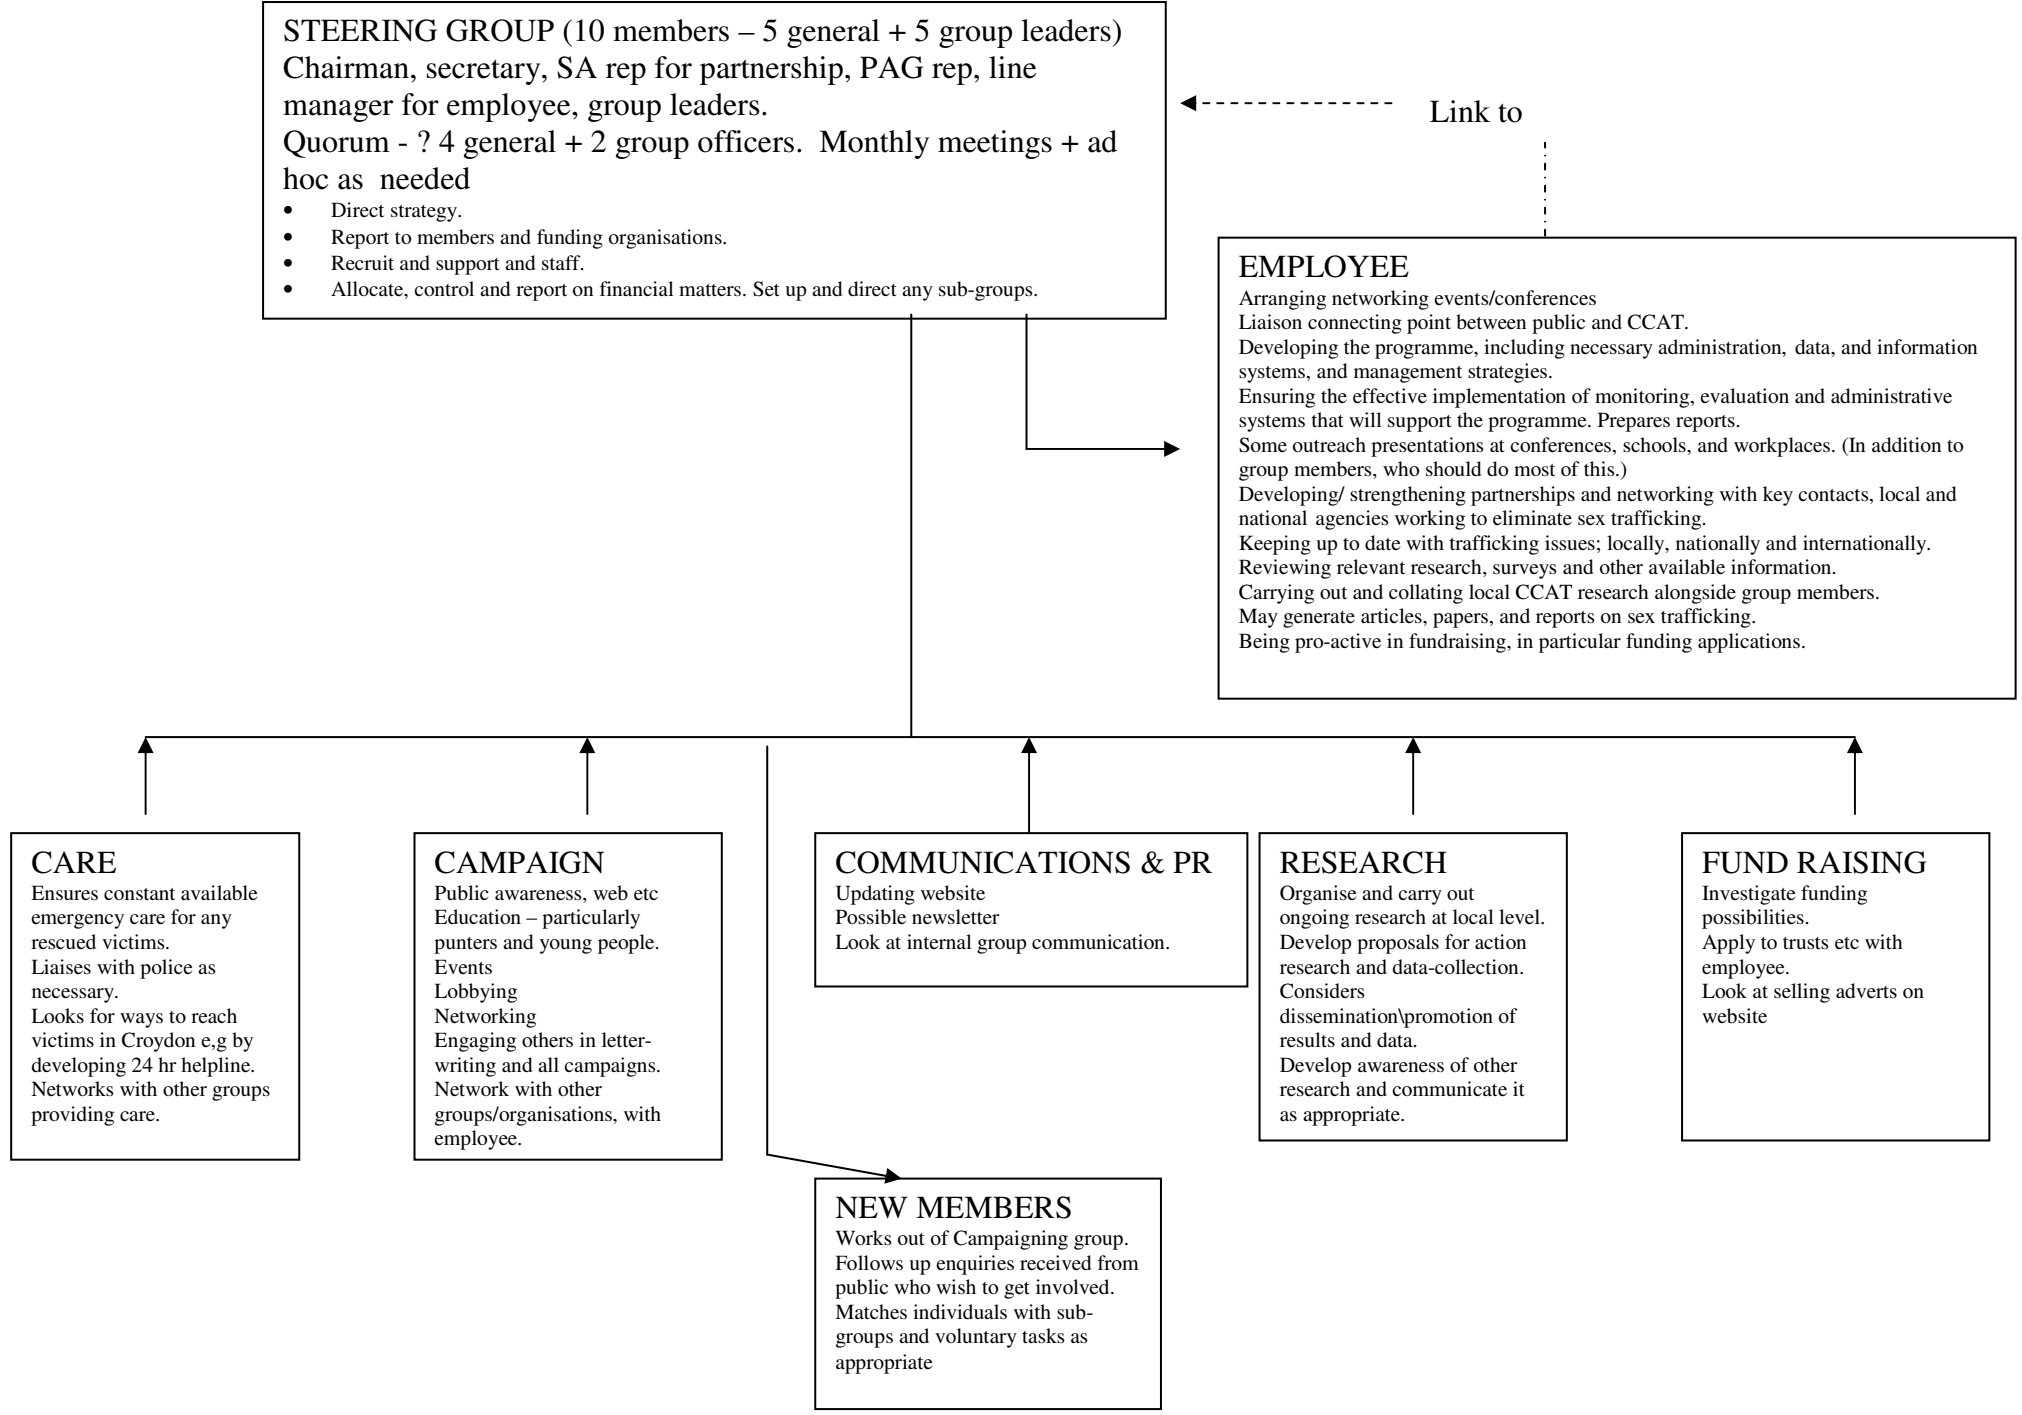 STEERING GROUP (10 members – 5 general + 5 group leaders)
Chairman, secretary, SA rep for partnership, PAG rep, line
manager for employee, group leaders.
Quorum - ? 4 general + 2 group officers.  Monthly meetings + ad
hoc as  needed
• Direct strategy.
• Report to members and funding organisations.
• Recruit and support and staff.
• Allocate, control and report on financial matters. Set up and direct any sub-groups.
Link to
EMPLOYEE
Arranging networking events/conferences
Liaison connecting point between public and CCAT.
Developing the programme, including necessary administration, data, and information
systems, and management strategies.
Ensuring the effective implementation of monitoring, evaluation and administrative
systems that will support the programme. Prepares reports.
Some outreach presentations at conferences, schools, and workplaces. (In addition to
group members, who should do most of this.)
Developing/ strengthening partnerships and networking with key contacts, local and
national agencies working to eliminate sex trafficking.
Keeping up to date with trafficking issues; locally, nationally and internationally.
Reviewing relevant research, surveys and other available information.
Carrying out and collating local CCAT research alongside group members.
May generate articles, papers, and reports on sex trafficking.
Being pro-active in fundraising, in particular funding applications.
CARE
Ensures constant available
emergency care for any
rescued victims.
Liaises with police as
necessary.
Looks for ways to reach
victims in Croydon e,g by
developing 24 hr helpline.
Networks with other groups
providing care.
CAMPAIGN
Public awareness, web etc
Education – particularly
punters and young people.
Events
Lobbying
Networking
Engaging others in letter-
writing and all campaigns.
Network with other
groups/organisations, with
employee.
COMMUNICATIONS & PR
Updating website
Possible newsletter
Look at internal group communication.
RESEARCH
Organise and carry out
ongoing research at local level.
Develop proposals for action
research and data-collection.
Considers
dissemination\promotion of
results and data.
Develop awareness of other
research and communicate it
as appropriate.
FUND RAISING
Investigate funding
possibilities.
Apply to trusts etc with
employee.
Look at selling adverts on
website
NEW MEMBERS
Works out of Campaigning group.
Follows up enquiries received from
public who wish to get involved.
Matches individuals with sub-
groups and voluntary tasks as
appropriate